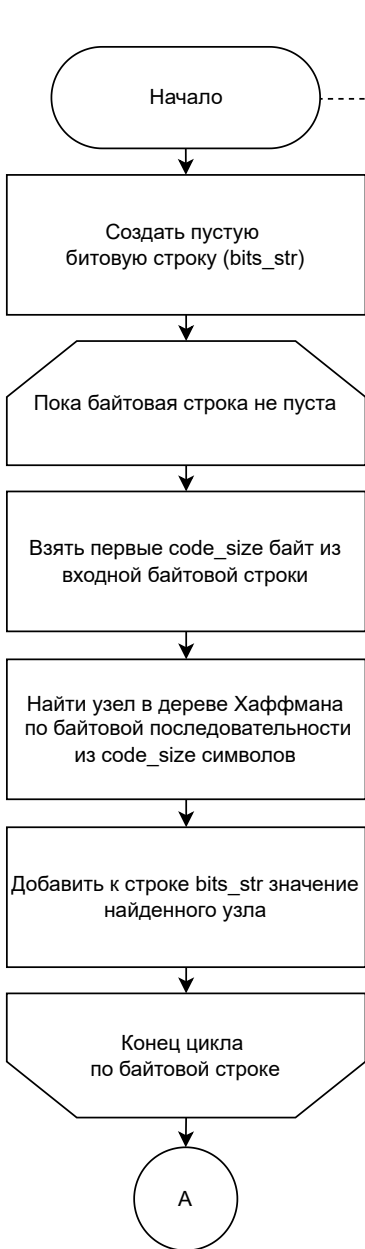 Начало
Создать пустую
битовую строку (bits_str)
Пока байтовая строка не пуста
Взять первые code_size байт из
входной байтовой строки
Найти узел в дереве Хаффмана
по байтовой последовательности
из code_size символов
Добавить к строке bits_str значение
найденного узла
Конец цикла
по байтовой строке
A